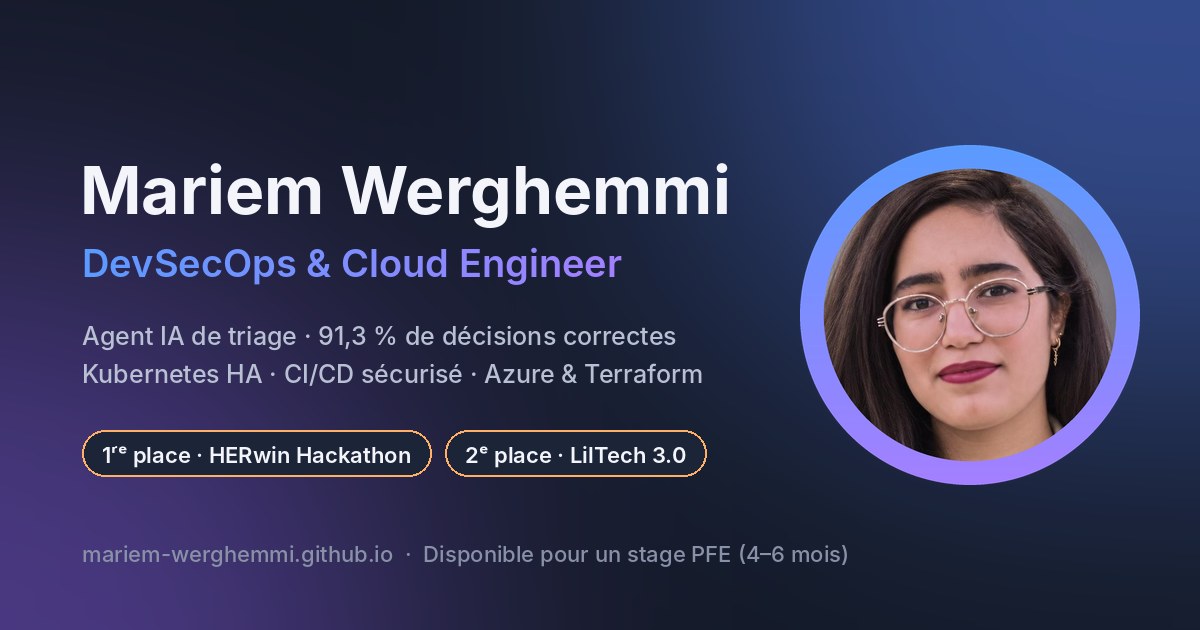 Mariem Werghemmi
DevSecOps & Cloud Engineer
Agent IA de triage · 91,3 % de décisions correctes
Kubernetes HA · CI/CD sécurisé · Azure & Terraform
1ʳᵉ place · HERwin Hackathon
2ᵉ place · LilTech 3.0
mariem-werghemmi.github.io · Disponible pour un stage PFE (4–6 mois)